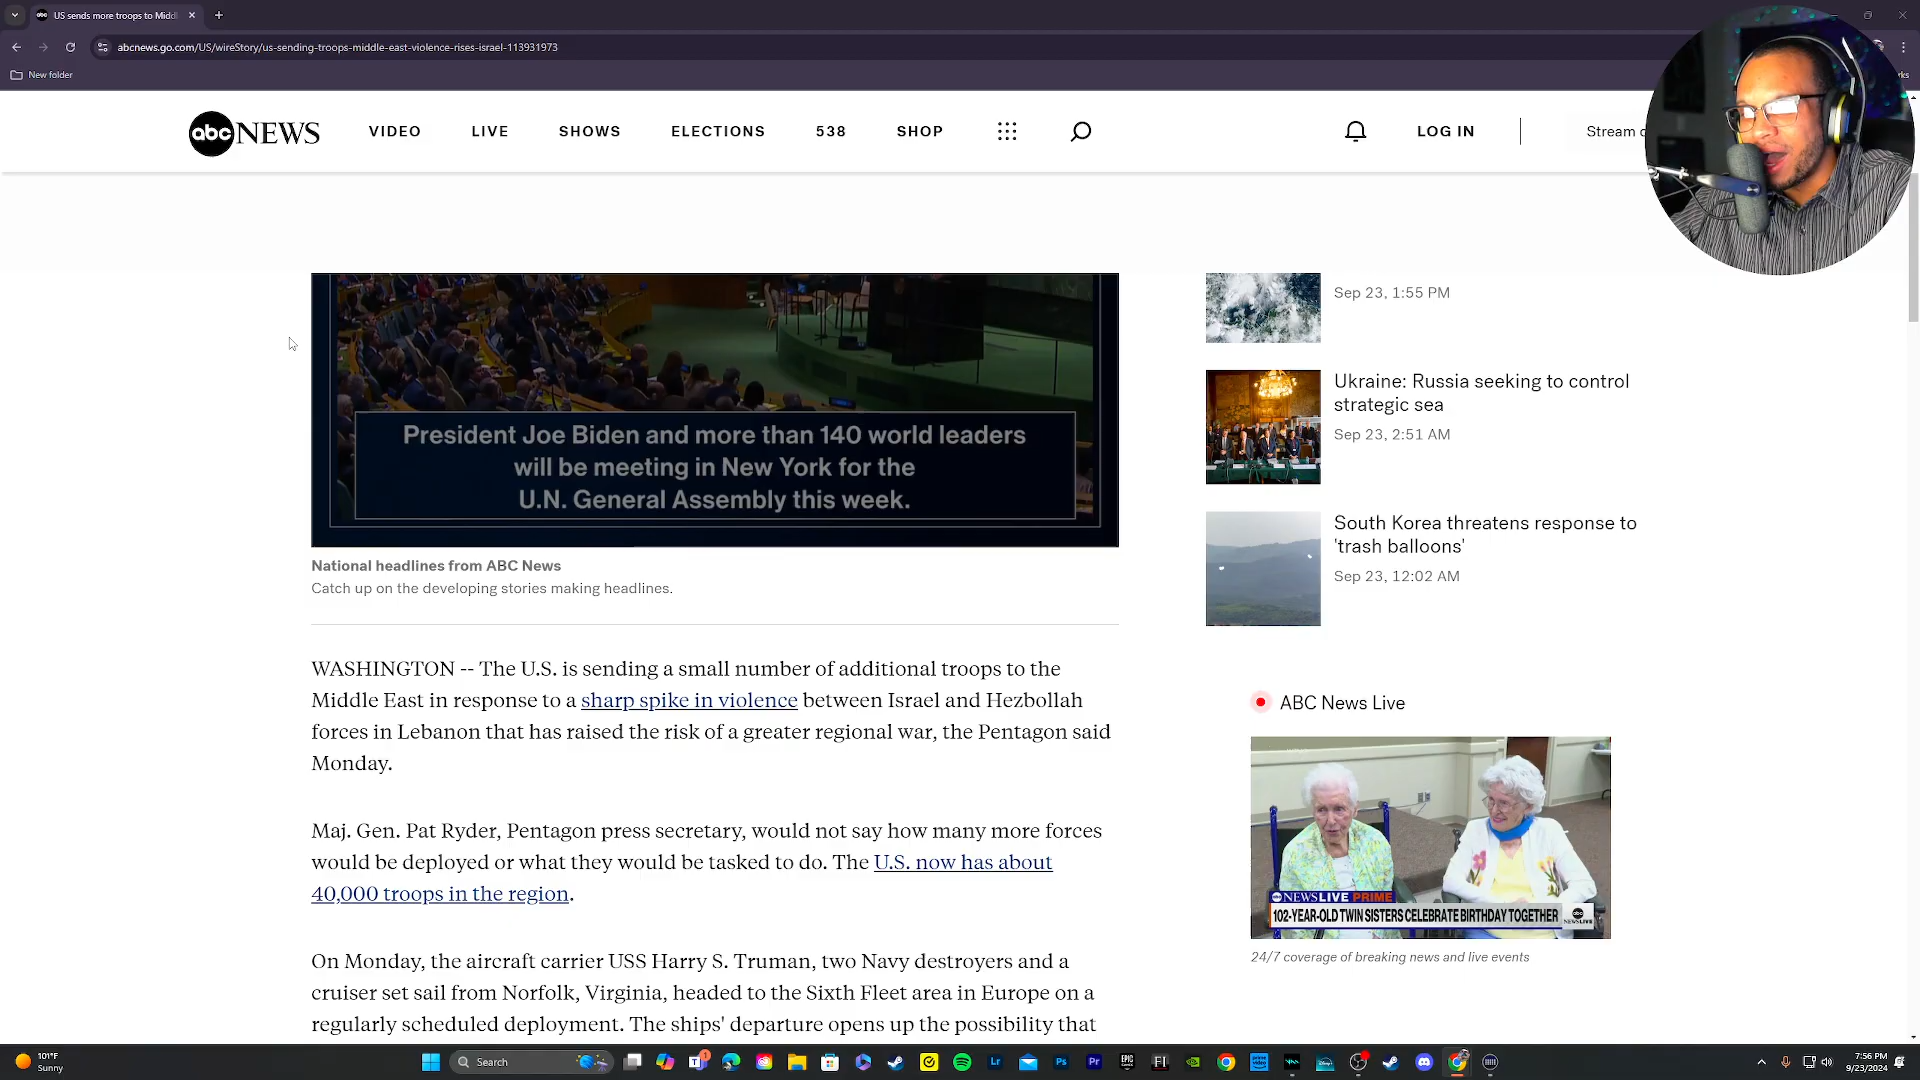 US sends more troops to Midd
abcnews.go.com/US/wireStory/us-sending-troops-middle-east-violence-rises-israel-113931973
New folder
abc NEWS
VIDEO
LIVE
SHOWS
ELECTIONS
538
SHOP
LOG IN
Stream
President Joe Biden and more than 140 world leaders
will be meeting in New York for the
U.N. General Assembly this week.
National headlines from ABC News
Catch up on the developing stories making headlines.
WASHINGTON -- The U.S. is sending a small number of additional troops to the
Middle East in response to a sharp spike in violence between Israel and Hezbollah
forces in Lebanon that has raised the risk of a greater regional war, the Pentagon said
Monday.
Maj. Gen. Pat Ryder, Pentagon press secretary, would not say how many more forces
would be deployed or what they would be tasked to do. The U.S. now has about
40,000 troops in the region.
On Monday, the aircraft carrier USS Harry S. Truman, two Navy destroyers and a
cruiser set sail from Norfolk, Virginia, headed to the Sixth Fleet area in Europe on a
regularly scheduled deployment. The ships' departure opens up the possibility that
Sep 23, 1:55 PM
Ukraine: Russia seeking to control
strategic sea
Sep 23, 2:51 AM
South Korea threatens response to
'trash balloons'
Sep 23, 12:02 AM
ABC News Live
abc NEWSLIVE PRIME
102-YEAR-OLD TWIN SISTERS CELEBRATE BIRTHDAY TOGETHER
24/7 coverage of breaking news and live events
101°F
Sunny
Search
Lr
Ps
Pr
7:56 PM
9/23/2024